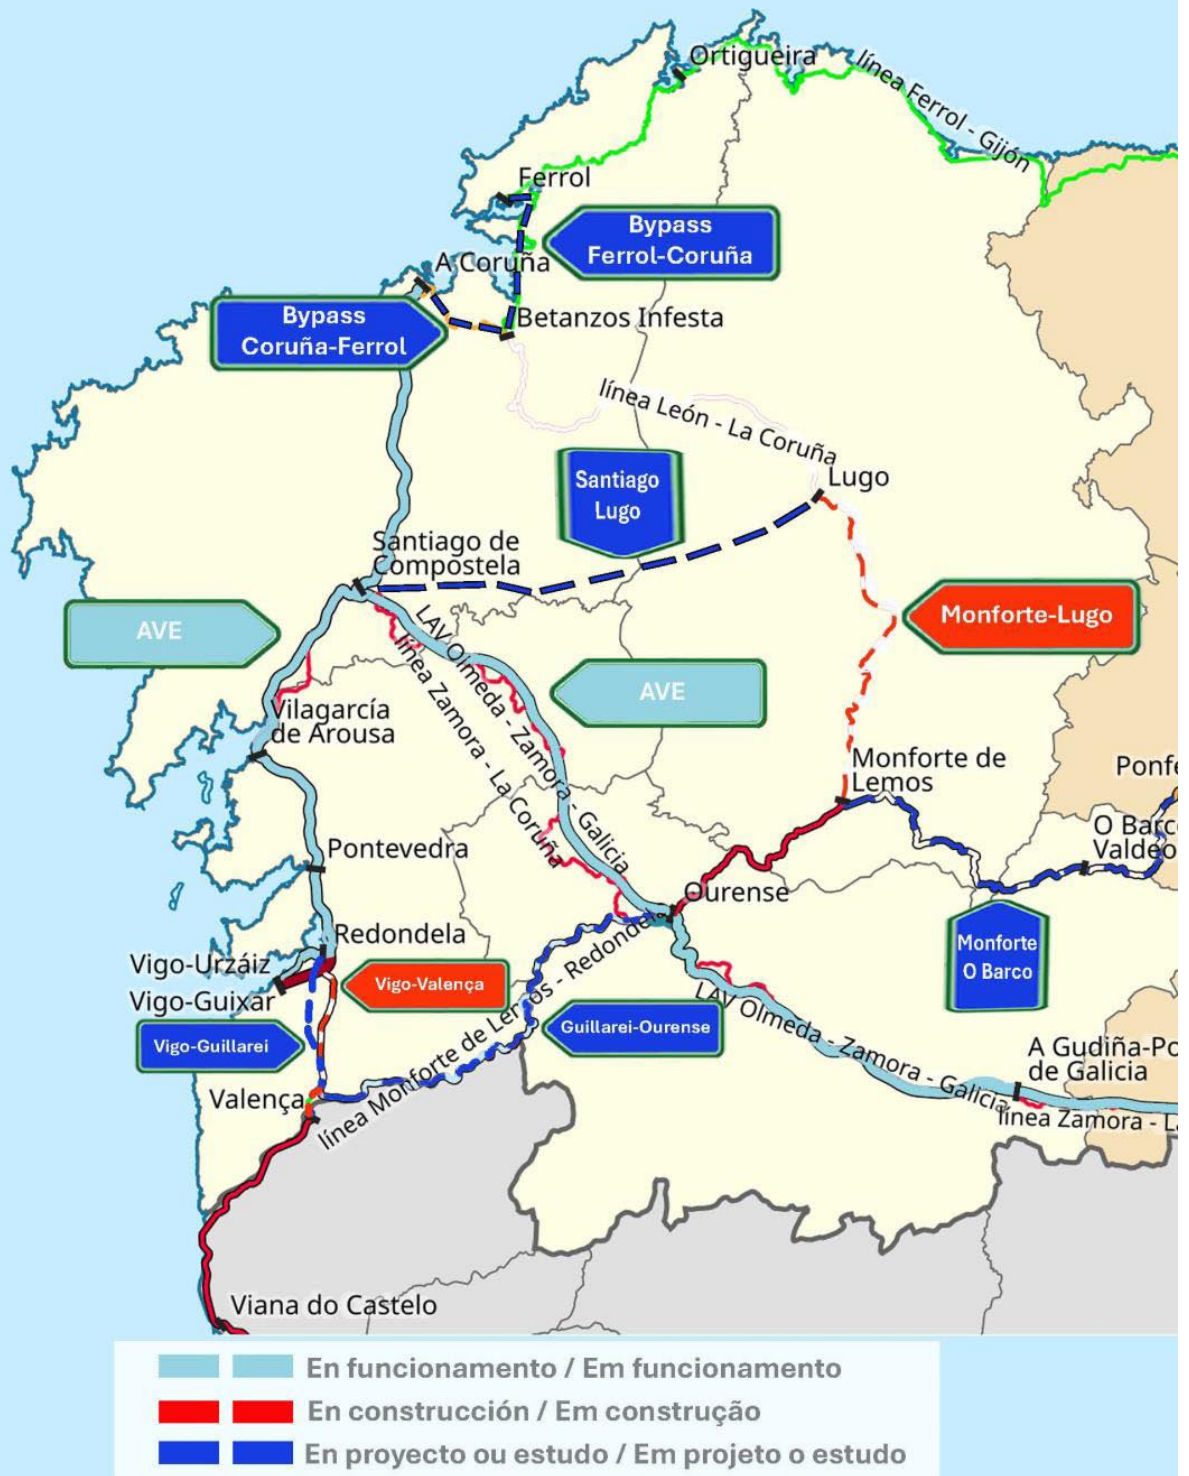 Ortigueira
línea Ferrol - Gijón
Ferrol
Bypass
Ferrol-Coruña
A Coruña
Bypass
Coruña-Ferrol
Betanzos Infesta
línea León - La Coruña
Santiago
Lugo
Lugo
Santiago de
Compostela
AVE
Monforte-Lugo
LAV Olmeda - Zamora - Galicia
línea Zamora - La Coruña
AVE
Vilagarcía
de Arousa
Monforte de
Lemos
Ponfe
O Barco
Valdeo
Pontevedra
Ourense
Redondela
Vigo-Urzáiz
Vigo-Guixar
Vigo-Valença
Monforte
O Barco
Guillarei-Ourense
Vigo-Guillarei
LAV Olmeda - Zamora - Galicia
A Gudiña-Po
de Galicia
línea Zamora - La
Valença
línea Monforte de Lemos - Redondela
Viana do Castelo
En funcionamento / Em funcionamento
En construcción / Em construção
En proyecto ou estudo / Em projeto o estudo